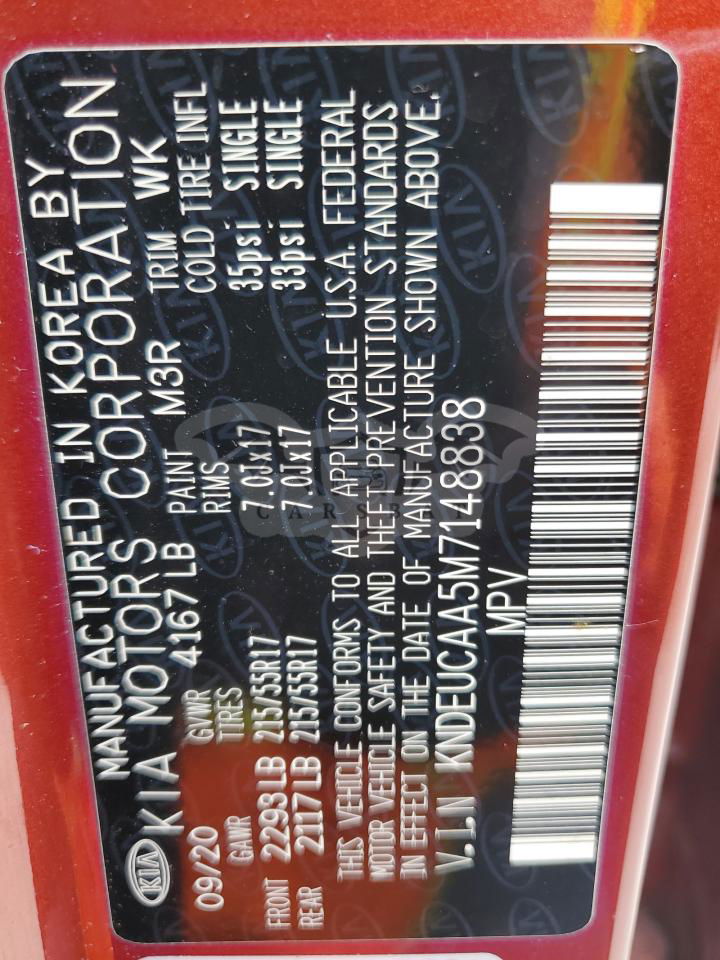 MANUFACTURED IN KOREA BY
KIA KIA MOTORS CORPORATION
09/20 GVWR 4167 LB PAINT M3R TRIM WK
GAWR TIRES RIMS COLD TIRE INFL
FRONT 2293LB 215/55R17 7.0Jx17 35psi SINGLE
REAR 2117LB 215/55R17 7.0Jx17 33psi SINGLE
THIS VEHICLE CONFORMS TO ALL APPLICABLE U.S.A. FEDERAL
MOTOR VEHICLE SAFETY AND THEFT PREVENTION STANDARDS
IN EFFECT ON THE DATE OF MANUFACTURE SHOWN ABOVE.
V.I.N KNDEUCAA5M7148838
MPV